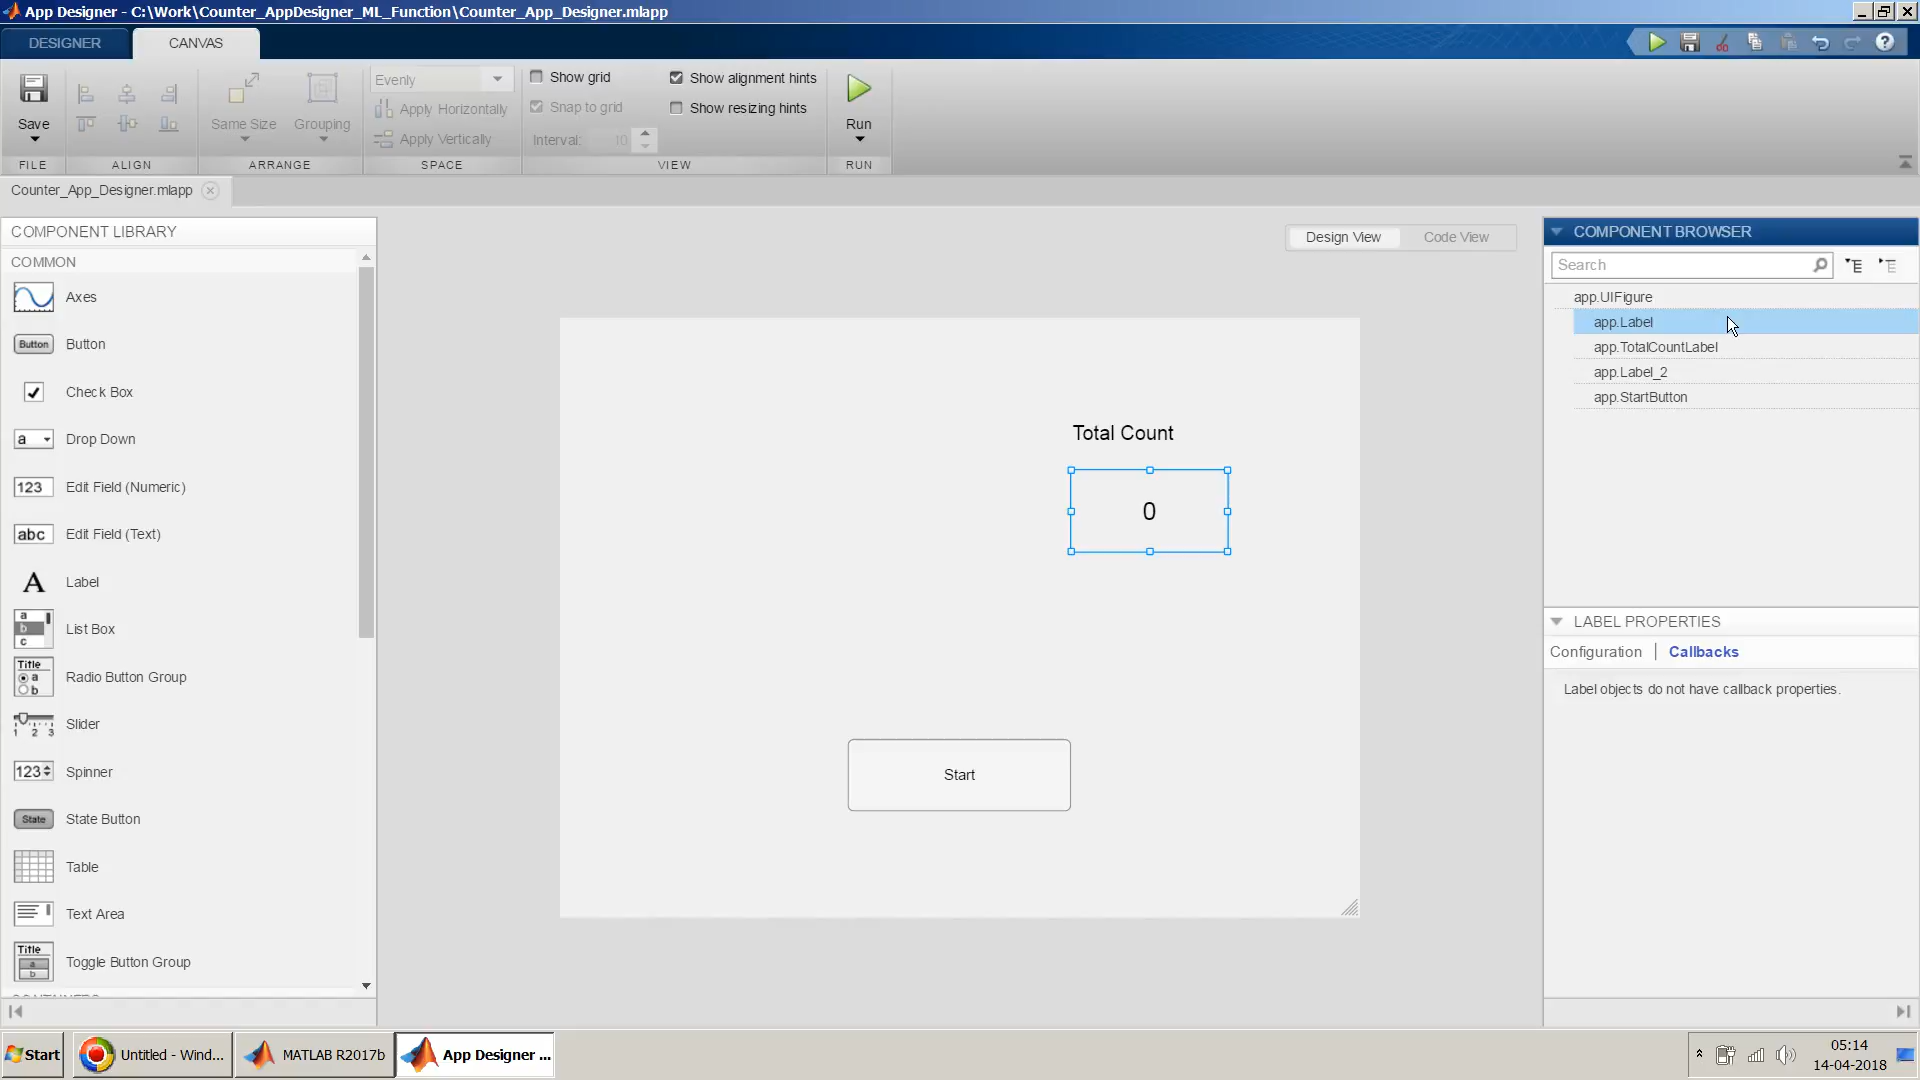 App Designer - C:\Work\Counter_AppDesigner_ML_Function\Counter_App_Designer.mlapp
DESIGNER
CANVAS
Save
FILE
ALIGN
Same Size
Grouping
ARRANGE
Evenly
Apply Horizontally
Apply Vertically
SPACE
Show grid
Snap to grid
Interval: 10
Show alignment hints
Show resizing hints
VIEW
Run
RUN
Counter_App_Designer.mlapp
COMPONENT LIBRARY
COMMON
Axes
Button Button
Check Box
a Drop Down
123 Edit Field (Numeric)
abc Edit Field (Text)
A Label
a
b
c
List Box
Title
a
b
Radio Button Group
1 2 3
Slider
123 Spinner
State State Button
Table
Text Area
Title
a
b
Toggle Button Group
Design View
Code View
Total Count
0
Start
COMPONENT BROWSER
Search
app.UIFigure
app.Label
app.TotalCountLabel
app.Label_2
app.StartButton
LABEL PROPERTIES
Configuration | Callbacks
Label objects do not have callback properties.
Start
Untitled - Wind...
MATLAB R2017b
App Designer ...
05:14
14-04-2018